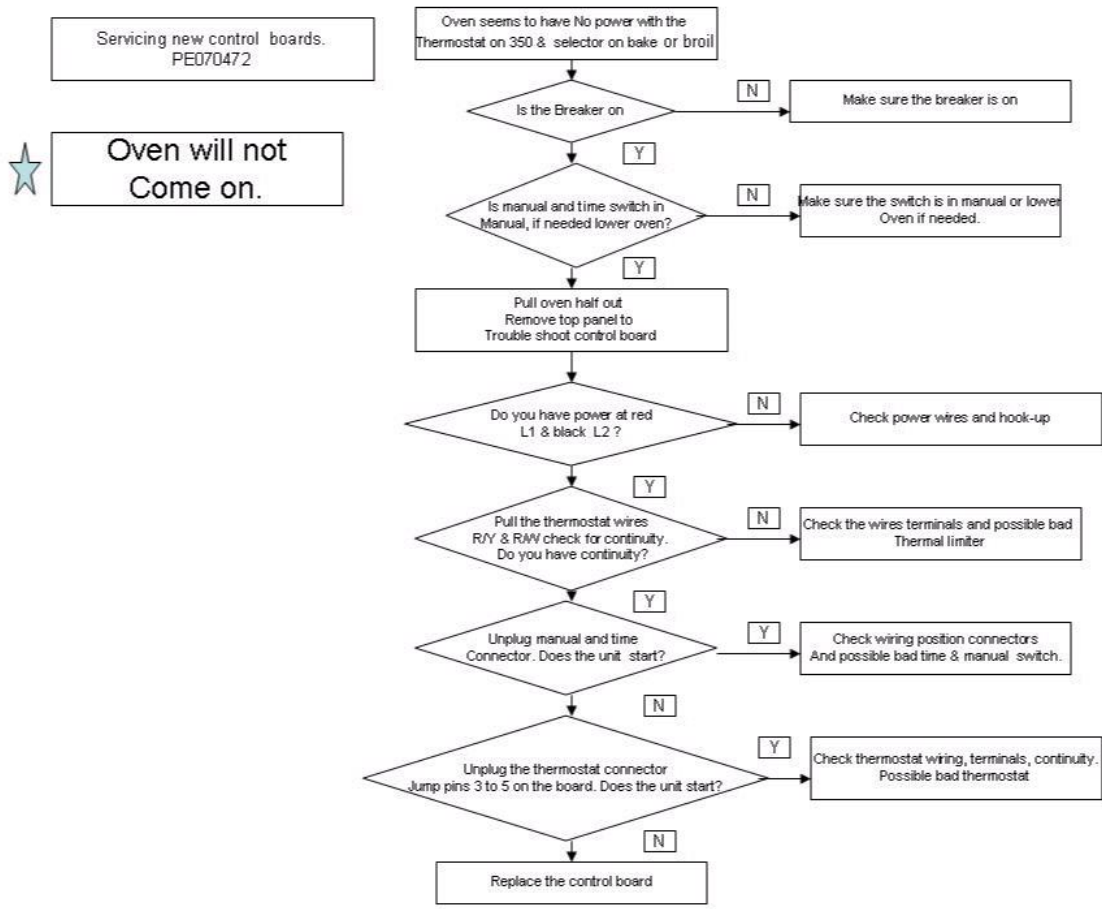 Servicing new control boards.
PE070472
Oven will not
Come on.
Oven seems to have No power with the
Thermostat on 350 & selector on bake or broil
Is the Breaker on
N
Make sure the breaker is on
Y
Is manual and time switch in
Manual, if needed lower oven?
N
Make sure the switch is in manual or lower
Oven if needed.
Y
Pull oven half out
Remove top panel to
Trouble shoot control board
Do you have power at red
L1 & black L2 ?
N
Check power wires and hook-up
Y
Pull the thermostat wires
R/Y & R/W check for continuity.
Do you have continuity?
N
Check the wires terminals and possible bad
Thermal limiter
Y
Unplug manual and time
Connector. Does the unit start?
Y
Check wiring position connectors
And possible bad time & manual switch.
N
Unplug the thermostat connector
Jump pins 3 to 5 on the board. Does the unit start?
Y
Check thermostat wiring, terminals, continuity.
Possible bad thermostat
N
Replace the control board